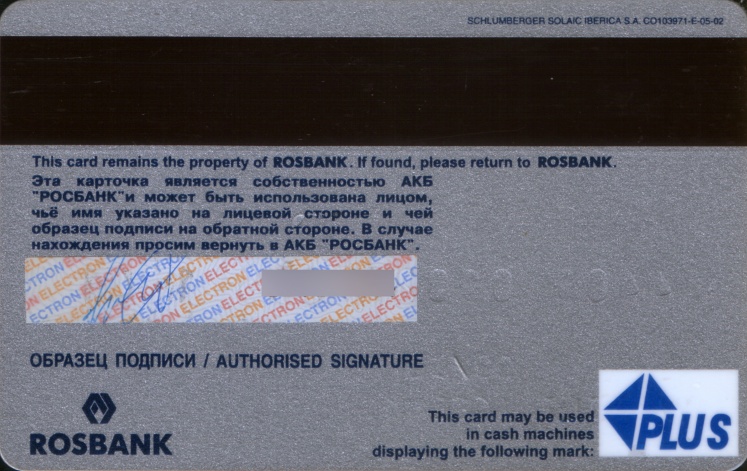 SCHLUMBERGER SOLAIC IBERICA S.A. CO103971-E-05-02
This card remains the property of ROSBANK. If found, please return to ROSBANK.
Эта карточка является собственностью АКБ
"РОСБАНК"и может быть использована лицом,
чьё имя указано на лицевой стороне и чей
образец подписи на обратной стороне. В случае
нахождения просим вернуть в АКБ "РОСБАНК".
ELECTRON ELECTRON ELECTRON
ОБРАЗЕЦ ПОДПИСИ / AUTHORISED SIGNATURE
ROSBANK
This card may be used
in cash machines
displaying the following mark:
PLUS